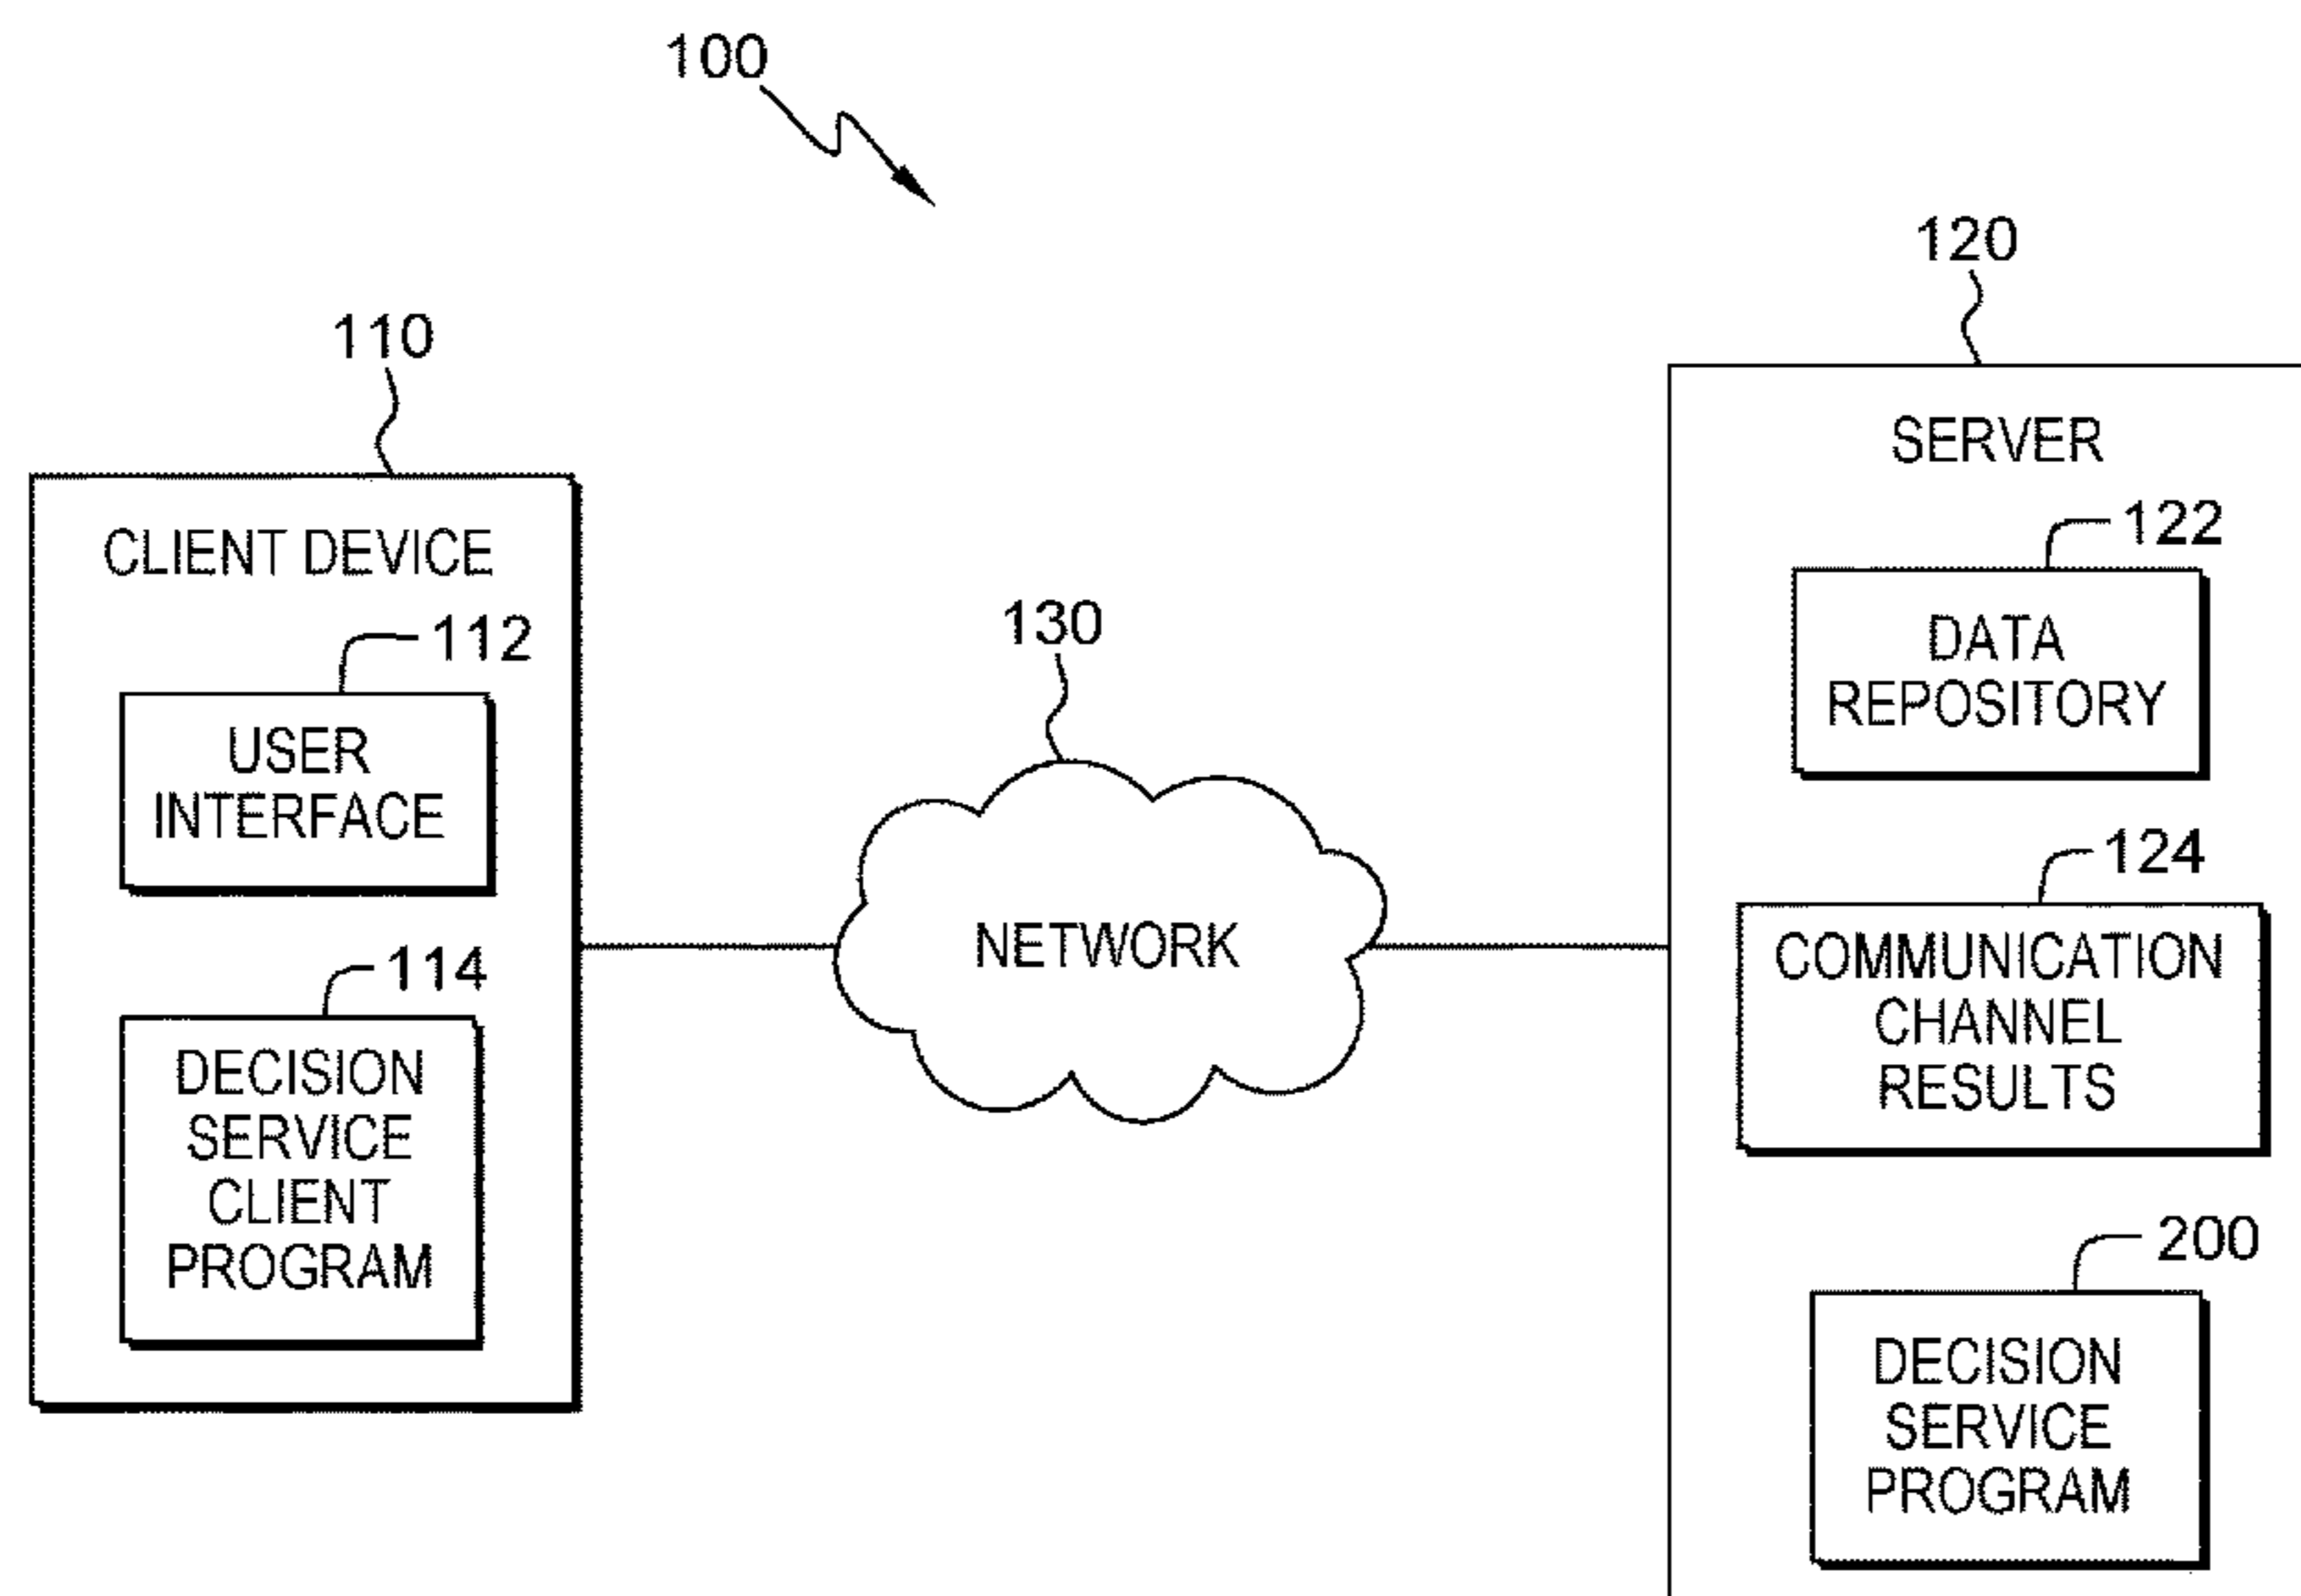 100
110
CLIENT DEVICE
112
USER
INTERFACE
114
DECISION
SERVICE
CLIENT
PROGRAM
130
NETWORK
120
SERVER
122
DATA
REPOSITORY
124
COMMUNICATION
CHANNEL
RESULTS
200
DECISION
SERVICE
PROGRAM